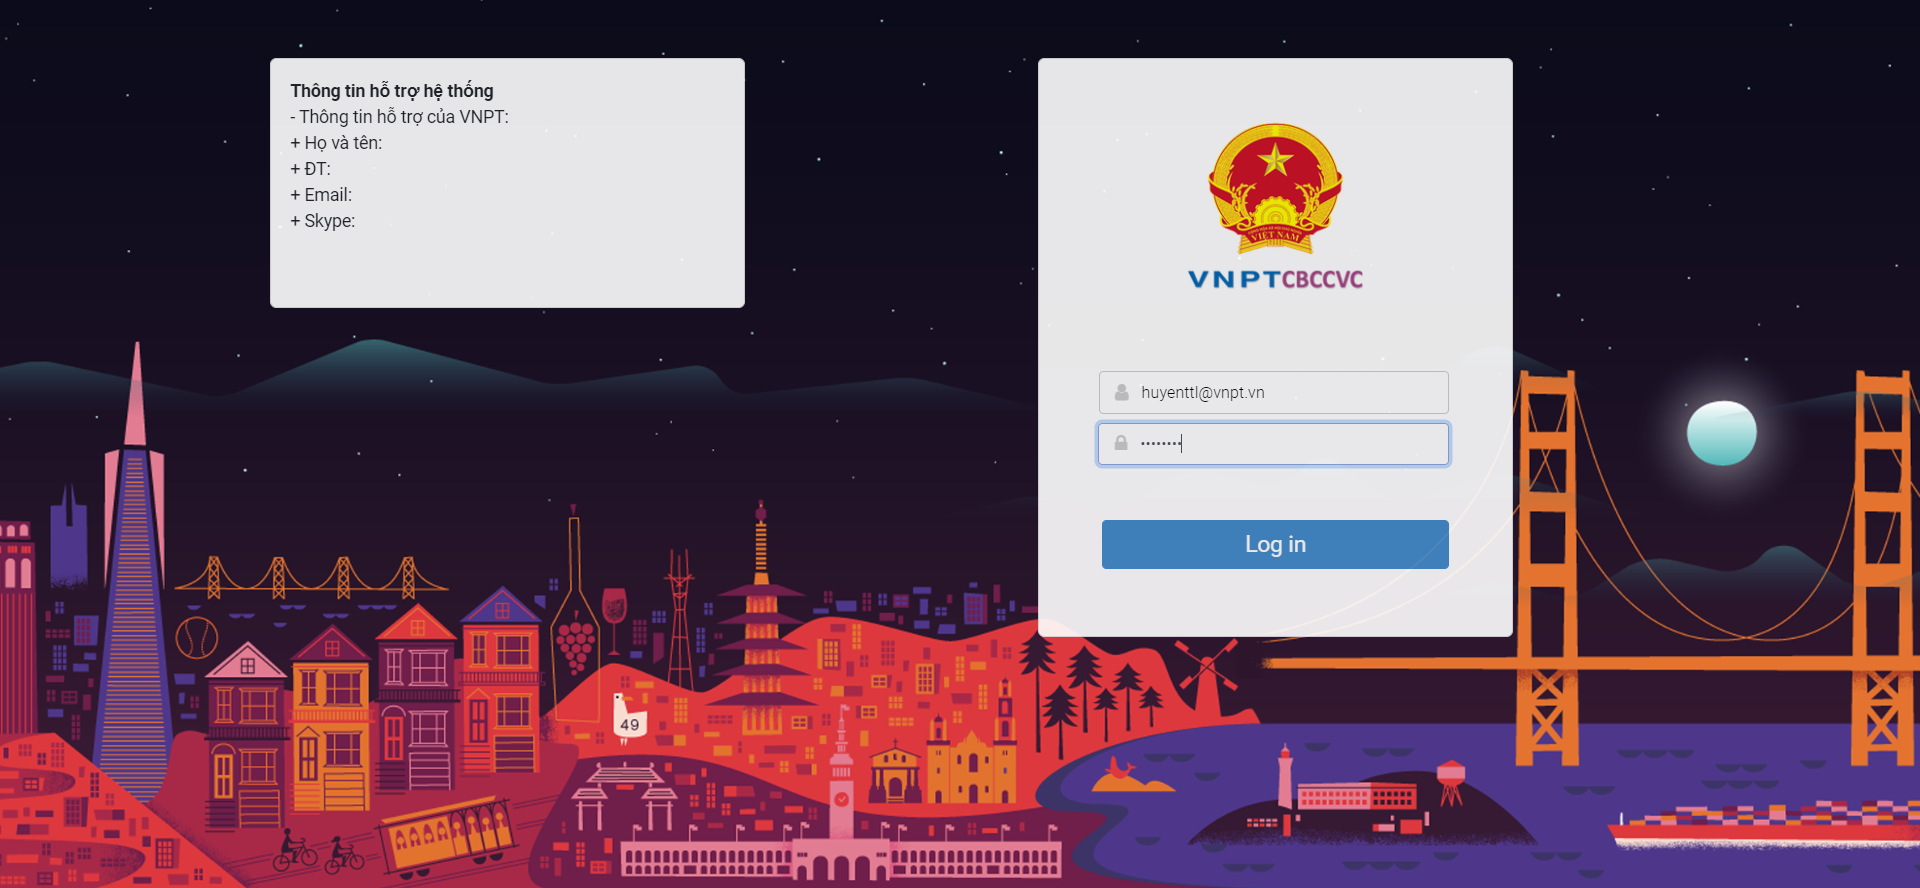 Thông tin hỗ trợ hệ thống
- Thông tin hỗ trợ của VNPT:
+ Họ và tên:
+ ĐT:
+ Email:
+ Skype:
VIỆT NAM
VNPTCBCCVC
huyenttl@vnpt.vn
••••••••
Log in
49